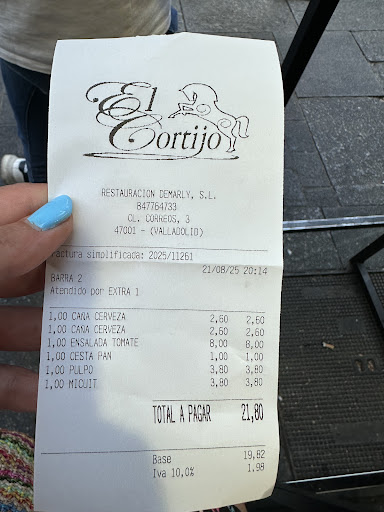 El
Cortijo
RESTAURACION DEMARLY, S.L.
847764733
CL. CORREOS, 3
47001 - (VALLADOLID)
Factura simplificada: 2025/11261
21/08/25 20:14
BARRA 2
Atendido por EXTRA 1
1,00 CAÑA CERVEZA 2,60 2,60
1,00 CAÑA CERVEZA 2,60 2,60
1,00 ENSALADA TOMATE 8,00 8,00
1,00 CESTA PAN 1,00 1,00
1,00 PULPO 3,80 3,80
1,00 MICUIT 3,80 3,80
TOTAL A PAGAR 21,80
Base 19,82
Iva 10,0% 1,98